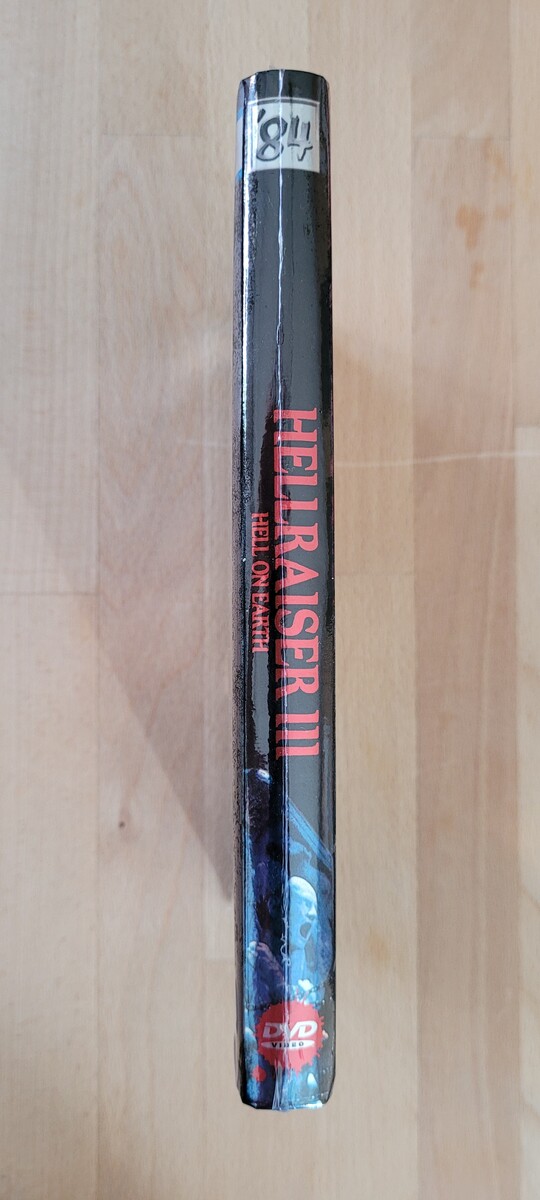 '84
HELLRAISER III
HELL ON EARTH
DVD
VIDEO